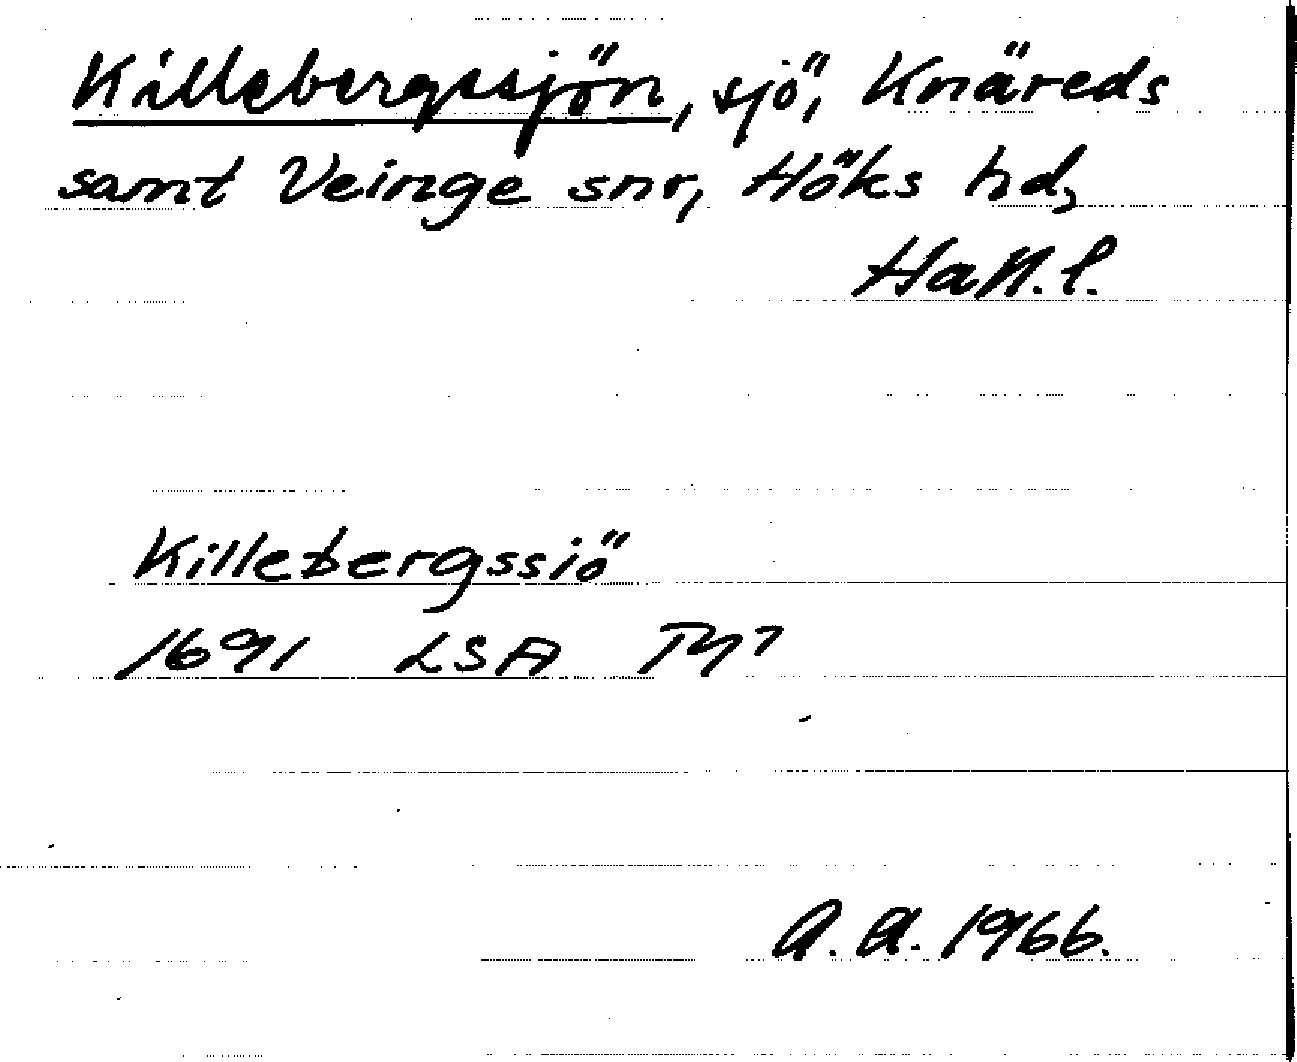 Killebergssjön, sjö, Knäreds
samt Veinge snr, Höks hd,
Hall.l.
Killebergssiö
1691 LSA
A.A. 1966.